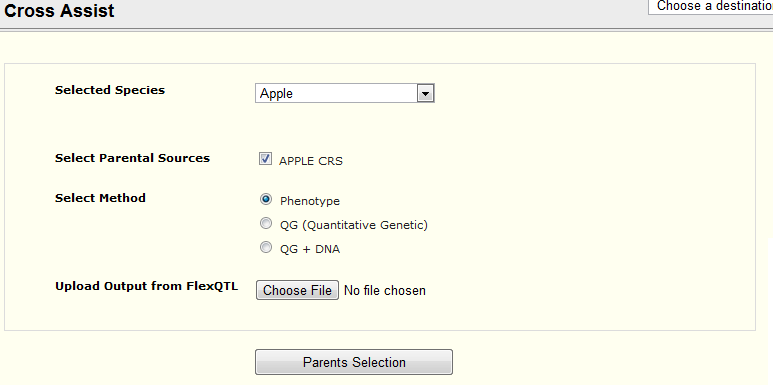 Cross Assist
Choose a destinatio
Selected Species Apple
Select Parental Sources APPLE CRS
Select Method Phenotype
QG (Quantitative Genetic)
QG + DNA
Upload Output from FlexQTL Choose File No file chosen
Parents Selection